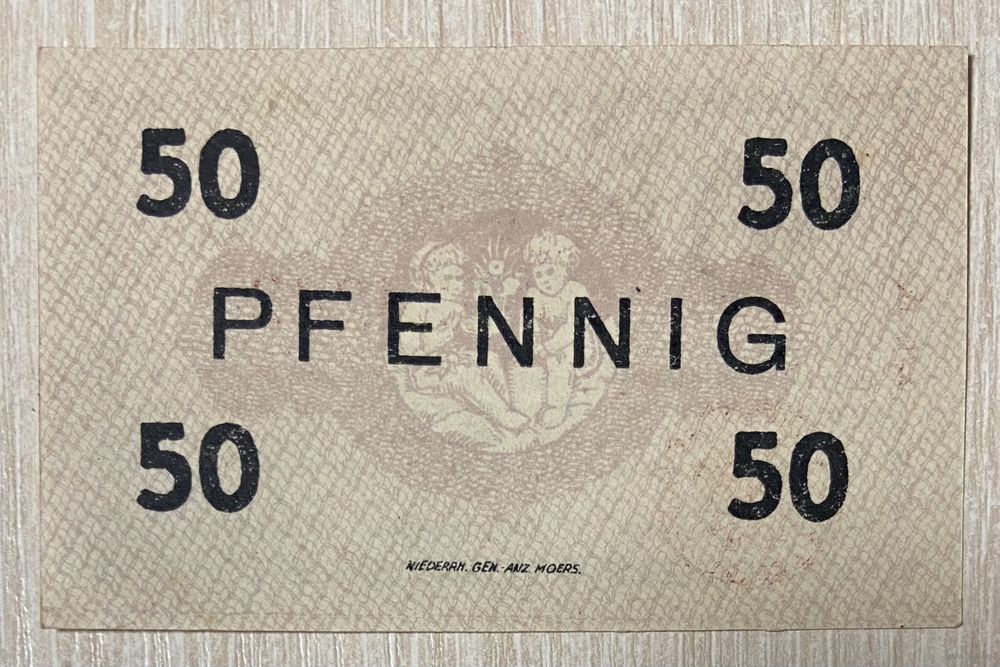 50 50
PFENNIG
50 50
NIEDERRH. GEN.-ANZ. MOERS.